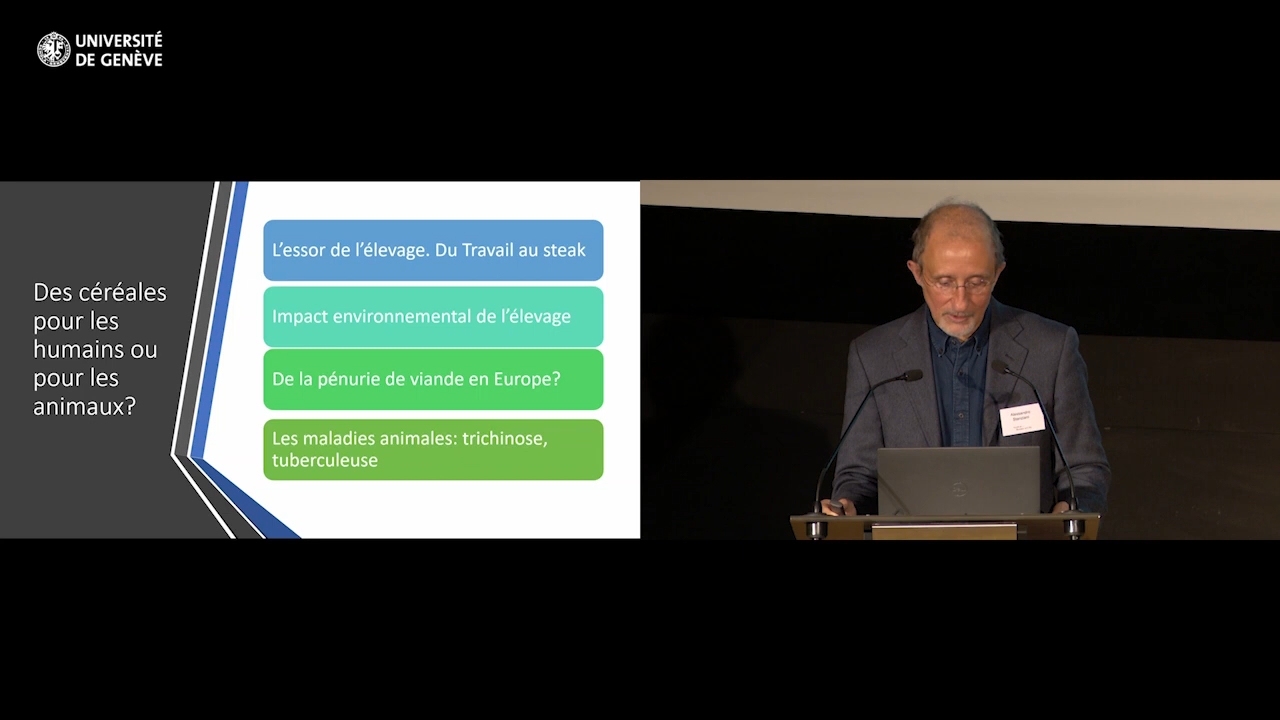 UNIVERSITÉ
DE GENÈVE
Des céréales
pour les
humains ou
pour les
animaux?
L'essor de l'élevage. Du Travail au steak
Impact environnemental de l'élevage
De la pénurie de viande en Europe?
Les maladies animales: trichinose,
tuberculeuse
Alessandro